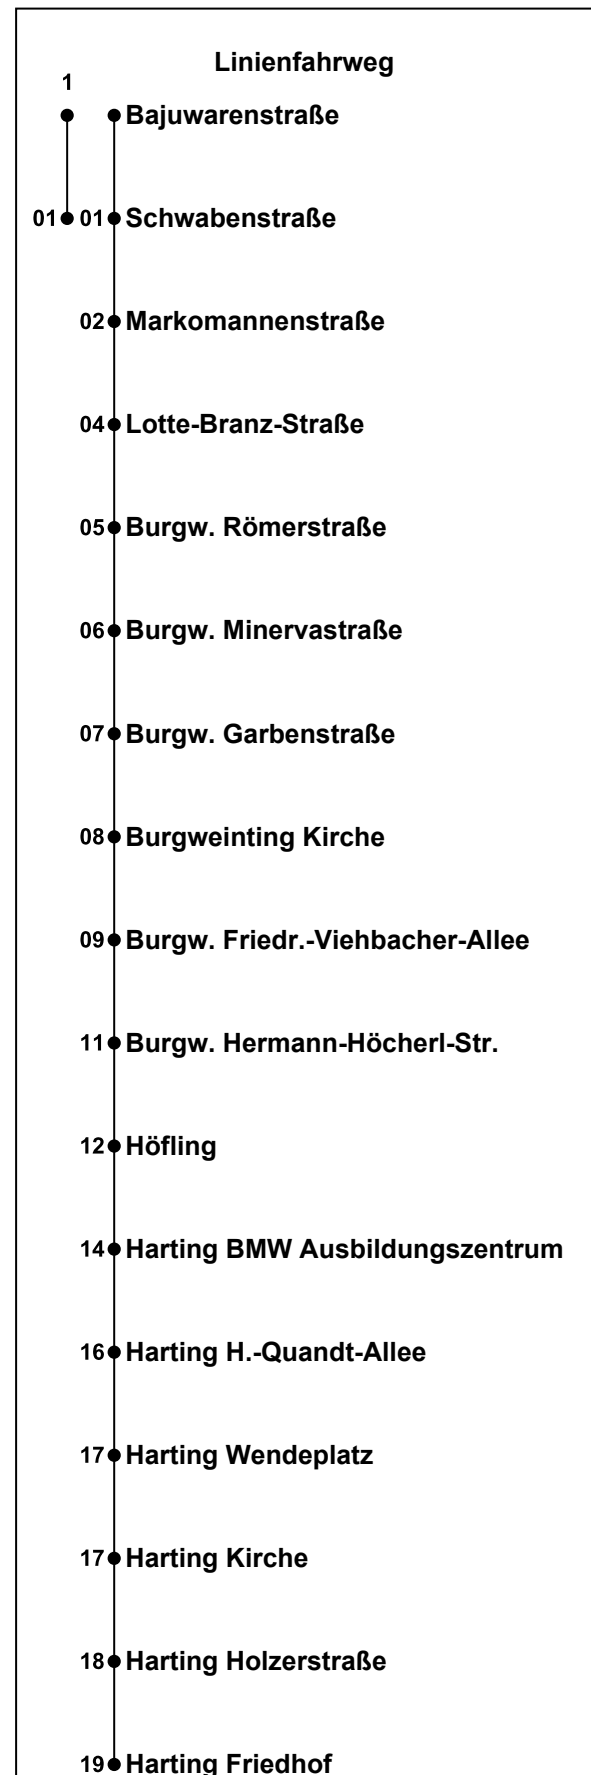 Linienfahrweg
1
Bajuwarenstraße
01 01 Schwabenstraße
02 Markomannenstraße
04 Lotte-Branz-Straße
05 Burgw. Römerstraße
06 Burgw. Minervastraße
07 Burgw. Garbenstraße
08 Burgweinting Kirche
09 Burgw. Friedr.-Viehbacher-Allee
11 Burgw. Hermann-Höcherl-Str.
12 Höfling
14 Harting BMW Ausbildungszentrum
16 Harting H.-Quandt-Allee
17 Harting Wendeplatz
17 Harting Kirche
18 Harting Holzerstraße
19 Harting Friedhof